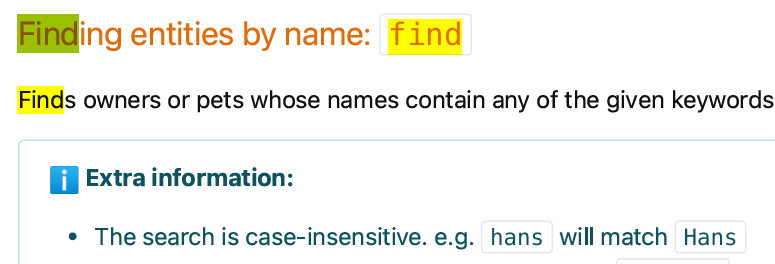 Finding entities by name: find
Finds owners or pets whose names contain any of the given keywords
ℹ️ Extra information:
• The search is case-insensitive. e.g. hans will match Hans